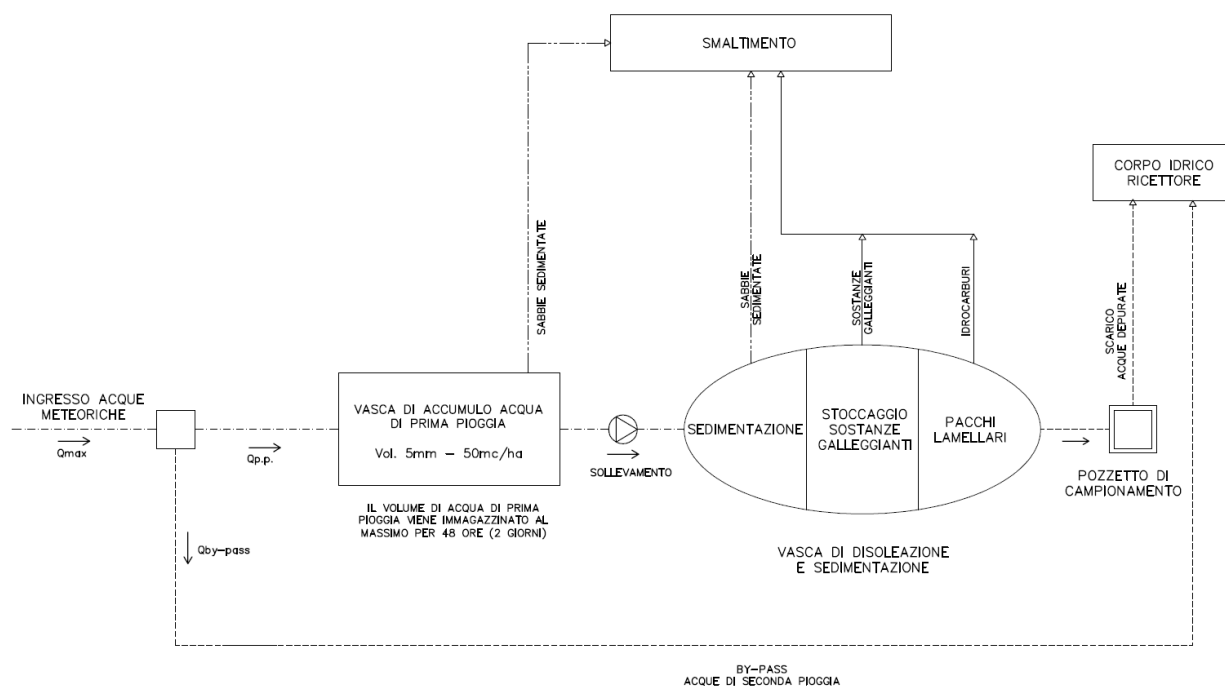 SMALTIMENTO
CORPO IDRICO
RICETTORE
SABBIE SEDIMENTATE
SABBIE
SEDIMENTATE
SOSTANZE
GALLEGGIANTI
IDROCARBURI
SCARICO
ACQUE DEPURATE
INGRESSO ACQUE
METEORICHE
Qmax
Qp.p.
VASCA DI ACCUMULO ACQUA
DI PRIMA PIOGGIA
Vol. 5mm – 50mc/ha
SOLLEVAMENTO
SEDIMENTAZIONE
STOCCAGGIO
SOSTANZE
GALLEGGIANTI
PACCHI
LAMELLARI
POZZETTO DI
CAMPIONAMENTO
IL VOLUME DI ACQUA DI PRIMA
PIOGGIA VIENE IMMAGAZZINATO AL
MASSIMO PER 48 ORE (2 GIORNI)
Qby–pass
VASCA DI DISOLEAZIONE
E SEDIMENTAZIONE
BY–PASS
ACQUE DI SECONDA PIOGGIA